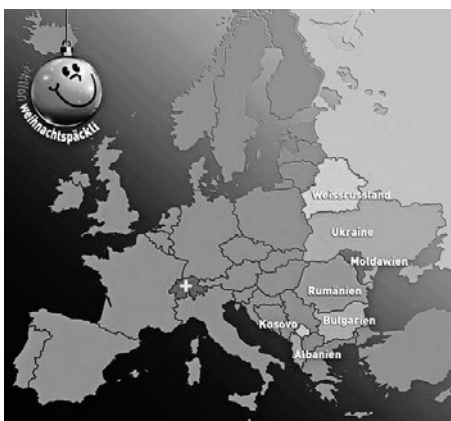 aktion
weihnachtspäckli
Weissrussland
Ukraine
Moldawien
Rumänien
Kosovo
Bulgarien
Albanien